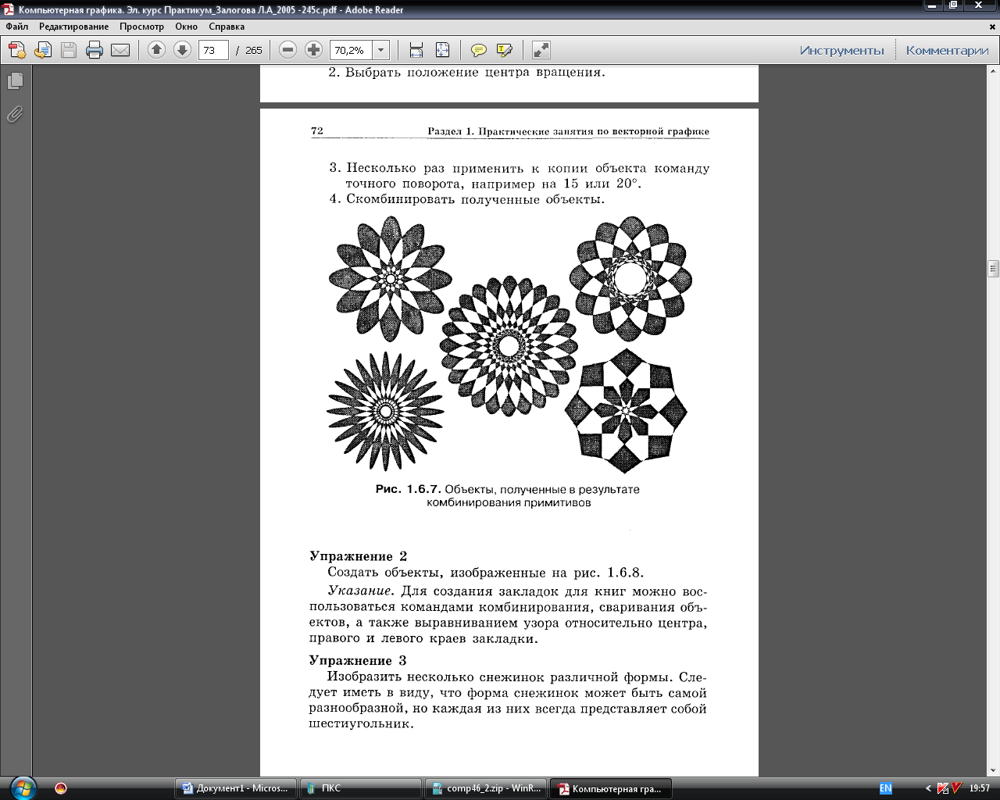 Компьютерная графика. Эл. курс Практикум_Залогова Л.А_2005 -245с.pdf - Adobe Reader
Файл Редактирование Просмотр Окно Справка
73 / 265 70,2% Инструменты Комментарии
2. Выбрать положение центра вращения.
72 Раздел 1. Практические занятия по векторной графике
3. Несколько раз применить к копии объекта команду
точного поворота, например на 15 или 20°.
4. Скомбинировать полученные объекты.
Рис. 1.6.7. Объекты, полученные в результате
комбинирования примитивов
Упражнение 2
Создать объекты, изображенные на рис. 1.6.8.
Указание. Для создания закладок для книг можно вос-
пользоваться командами комбинирования, сваривания объ-
ектов, а также выравниванием узора относительно центра,
правого и левого краев закладки.
Упражнение 3
Изобразить несколько снежинок различной формы. Сле-
дует иметь в виду, что форма снежинок может быть самой
разнообразной, но каждая из них всегда представляет собой
шестиугольник.
Документ1 - Micros... ПКС comp46_2.zip - WinR... Компьютерная гра... EN 19:57